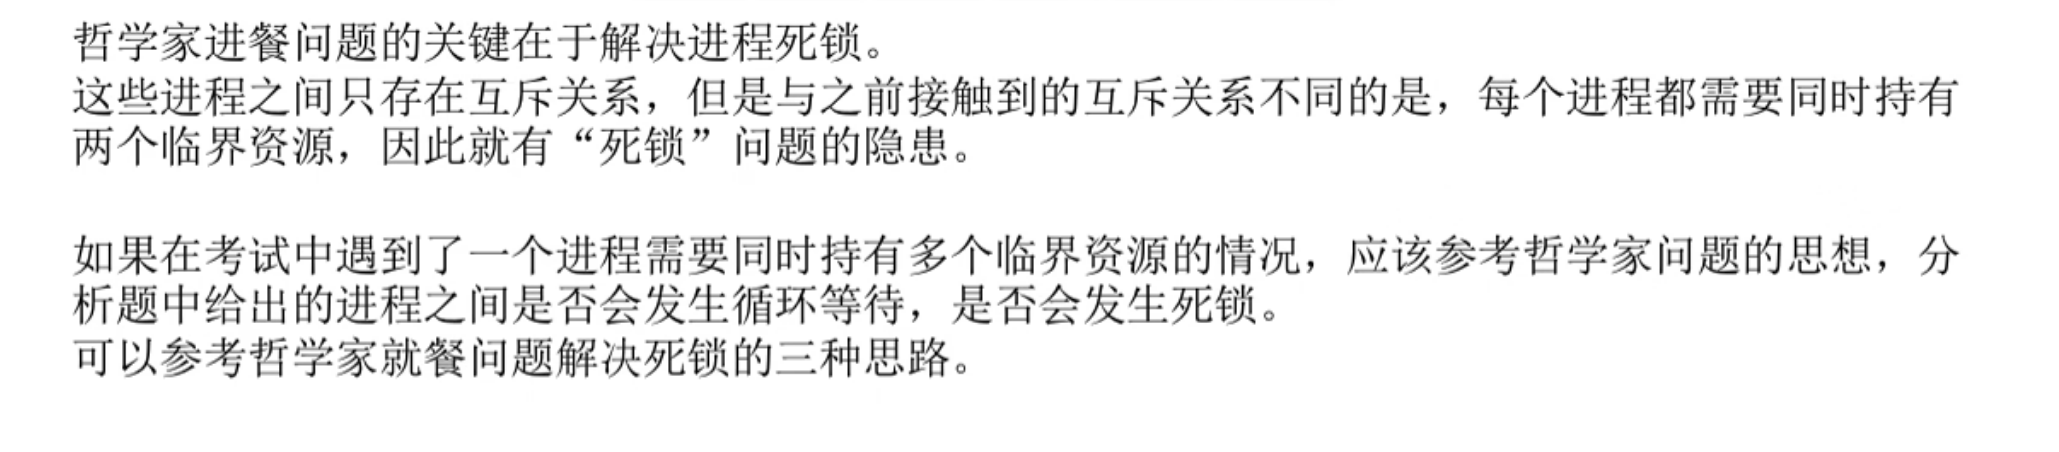 哲学家进餐问题的关键在于解决进程死锁。
这些进程之间只存在互斥关系，但是与之前接触到的互斥关系不同的是，每个进程都需要同时持有
两个临界资源，因此就有“死锁”问题的隐患。
如果在考试中遇到了一个进程需要同时持有多个临界资源的情况，应该参考哲学家问题的思想，分
析题中给出的进程之间是否会发生循环等待，是否会发生死锁。
可以参考哲学家就餐问题解决死锁的三种思路。